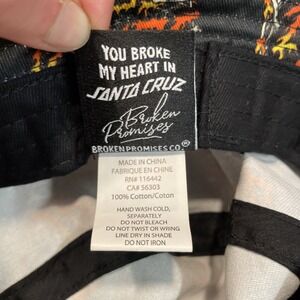 YOU BROKE
MY HEART IN
SANTA CRUZ
Broken
Promises
BROKENPROMISESCO®
MADE IN CHINA
FABRIQUE EN CHINE
RN# 116442
CA# 56303
100% Cotton/Coton
HAND WASH COLD,
SEPARATELY
DO NOT BLEACH
DO NOT TWIST OR WRING
LINE DRY IN SHADE
DO NOT IRON